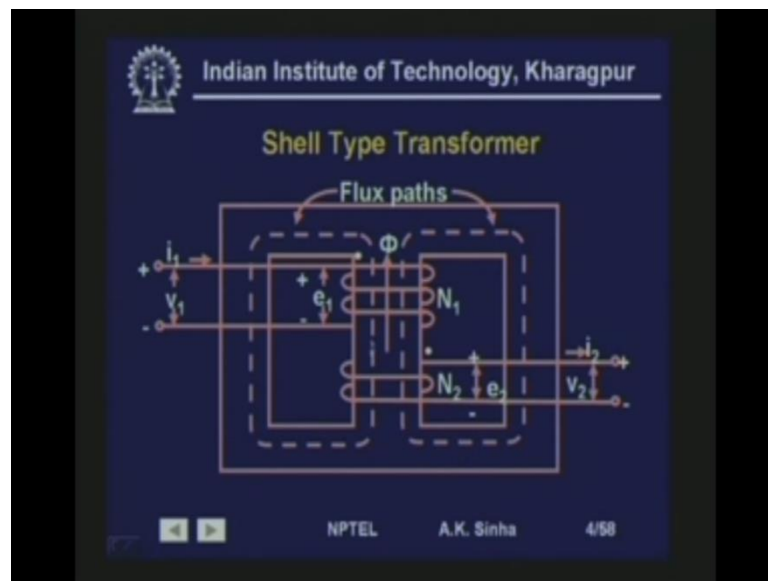 Indian Institute of Technology, Kharagpur
Shell Type Transformer
Flux paths
Φ
i₁
+
v₁
-
+
e₁
-
N₁
N₂
+
e₂
-
i₂
+
v₂
-
NPTEL A.K. Sinha 4/58